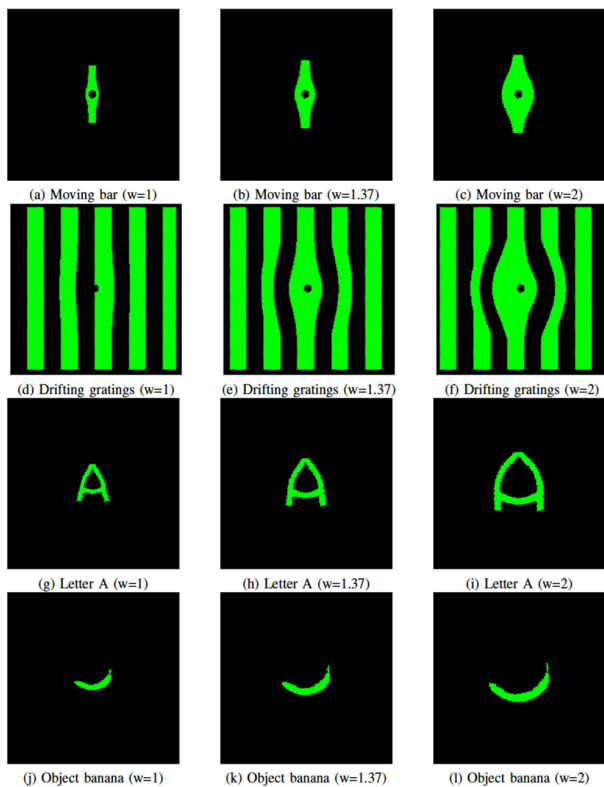 (a) Moving bar (w=1)
(b) Moving bar (w=1.37)
(c) Moving bar (w=2)
(d) Drifting gratings (w=1)
(e) Drifting gratings (w=1.37)
(f) Drifting gratings (w=2)
(g) Letter A (w=1)
(h) Letter A (w=1.37)
(i) Letter A (w=2)
(j) Object banana (w=1)
(k) Object banana (w=1.37)
(l) Object banana (w=2)